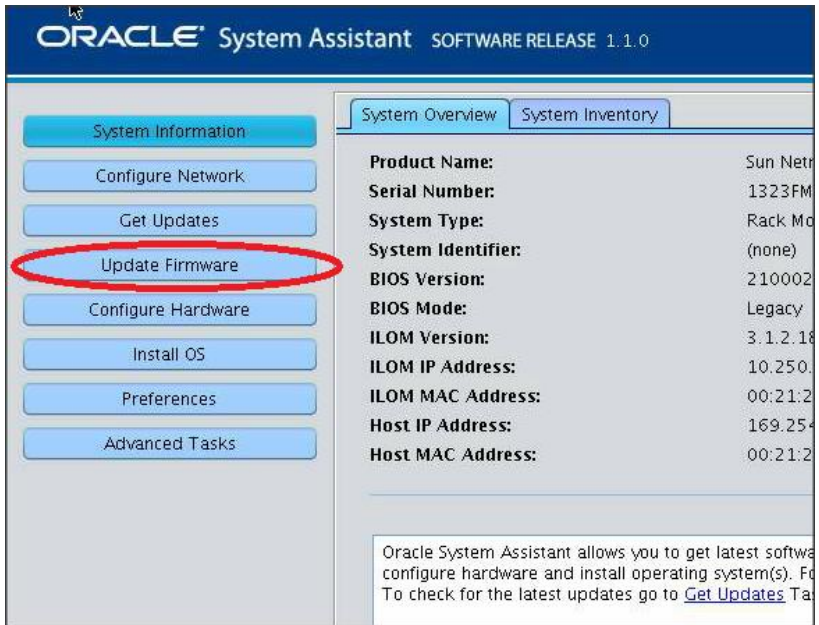 ORACLE System Assistant SOFTWARE RELEASE 1.1.0
System Information
Configure Network
Get Updates
Update Firmware
Configure Hardware
Install OS
Preferences
Advanced Tasks
System Overview System Inventory
Product Name: Sun Netr
Serial Number: 1323FM
System Type: Rack Mo
System Identifier: (none)
BIOS Version: 210002
BIOS Mode: Legacy
ILOM Version: 3.1.2.18
ILOM IP Address: 10.250.
ILOM MAC Address: 00:21:2
Host IP Address: 169.254
Host MAC Address: 00:21:2
Oracle System Assistant allows you to get latest softwa
configure hardware and install operating system(s). Fo
To check for the latest updates go to Get Updates Ta